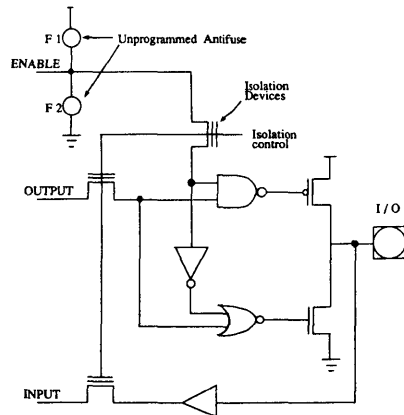 F 1
Unprogrammed Antifuse
ENABLE
F 2
Isolation
Devices
Isolation
control
OUTPUT
I / O
INPUT